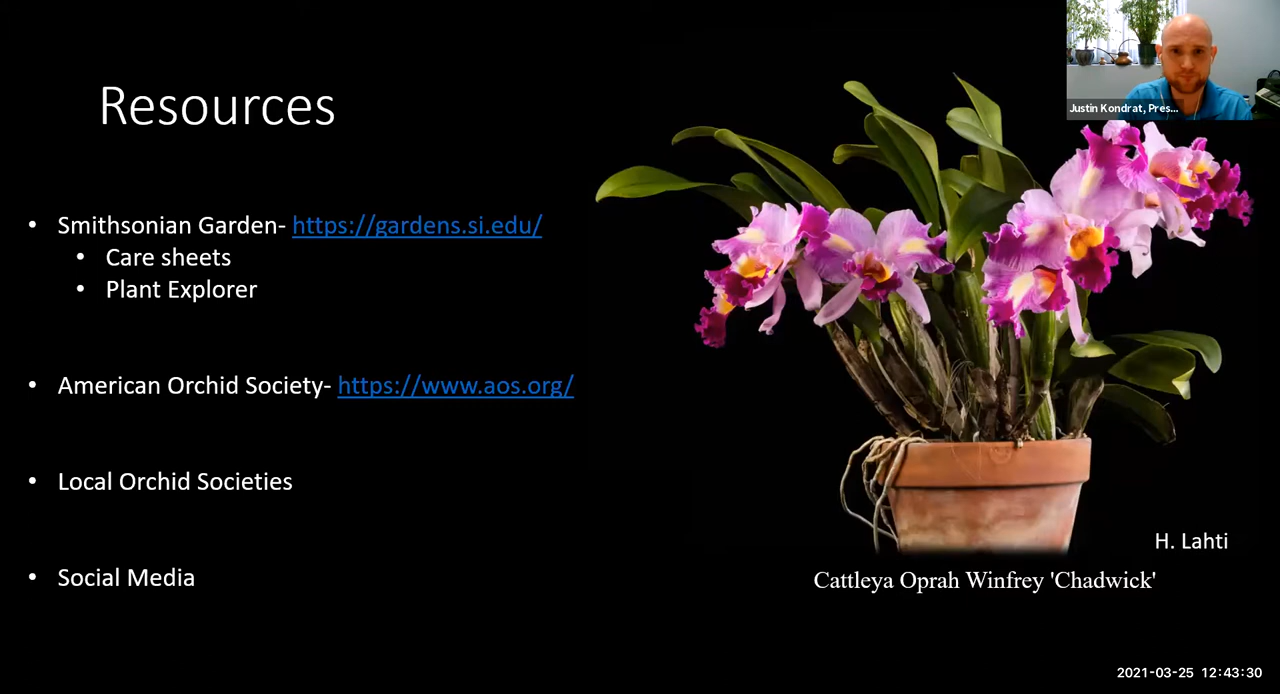 Resources
• Smithsonian Garden- https://gardens.si.edu/
• Care sheets
• Plant Explorer
• American Orchid Society- https://www.aos.org/
• Local Orchid Societies
• Social Media
Justin Kondrat, Pres...
H. Lahti
Cattleya Oprah Winfrey 'Chadwick'
2021-03-25 12:43:30